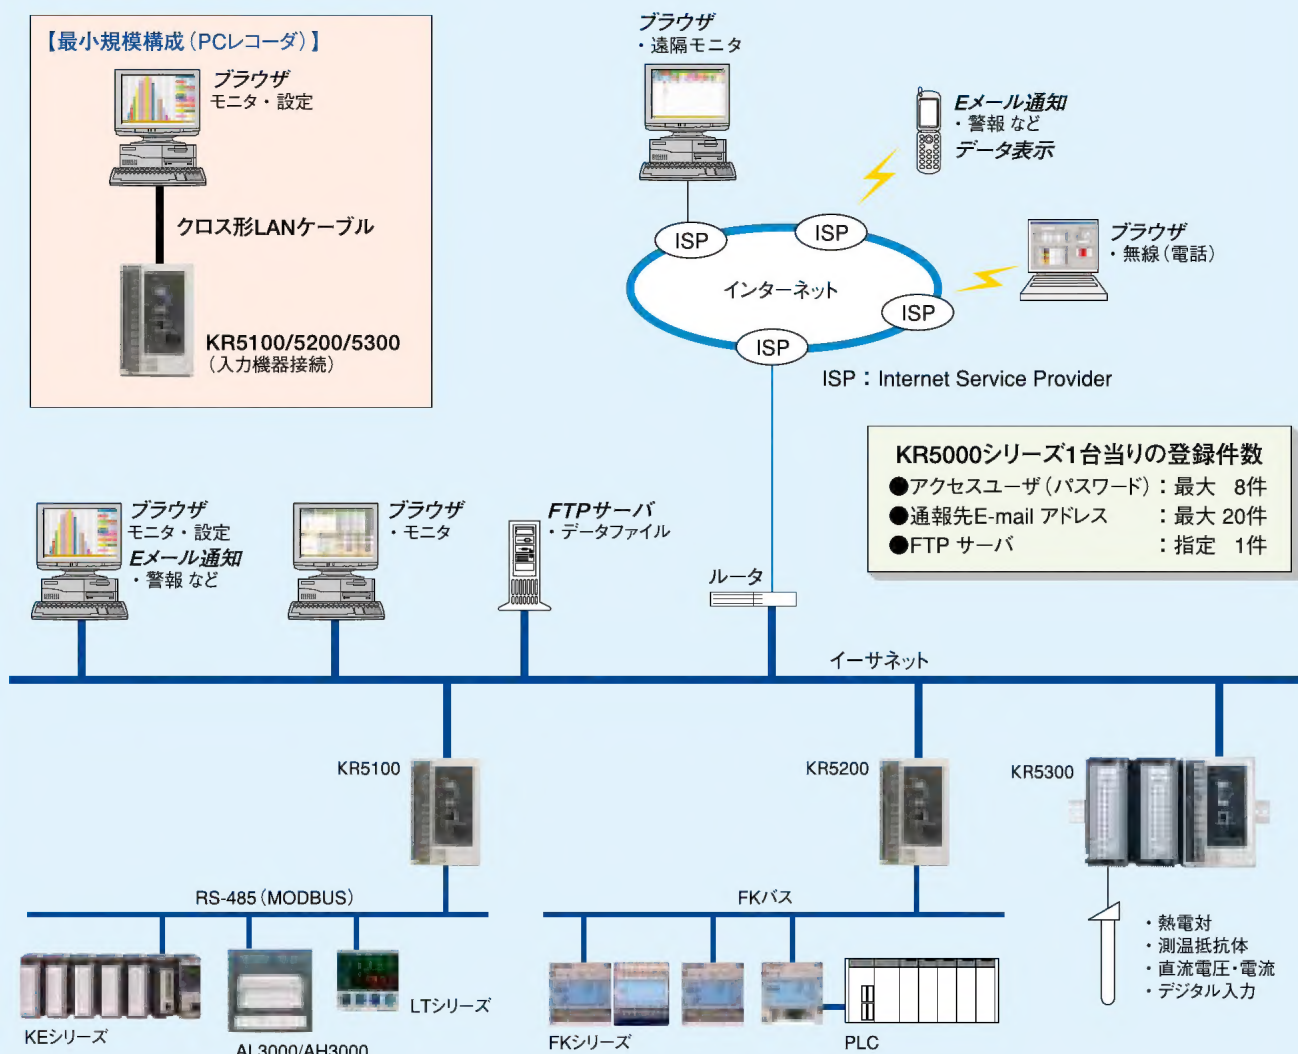 【最小規模構成(PCレコーダ)】
ブラウザ
モニタ・設定
クロス形LANケーブル
KR5100/5200/5300
(入力機器接続)
ブラウザ
・遠隔モニタ
Eメール通知
・警報 など
データ表示
ISP
ISP
ブラウザ
・無線(電話)
インターネット
ISP
ISP
ISP:Internet Service Provider
KR5000シリーズ1台当りの登録件数
●アクセスユーザ(パスワード):最大 8件
●通報先E-mail アドレス :最大 20件
●FTP サーバ :指定 1件
ブラウザ
モニタ・設定
Eメール通知
・警報 など
ブラウザ
・モニタ
FTPサーバ
・データファイル
ルータ
イーサネット
KR5100
KR5200
KR5300
RS-485(MODBUS)
FKバス
・熱電対
・測温抵抗体
・直流電圧・電流
・デジタル入力
KEシリーズ
AL3000/AH3000
LTシリーズ
FKシリーズ
PLC